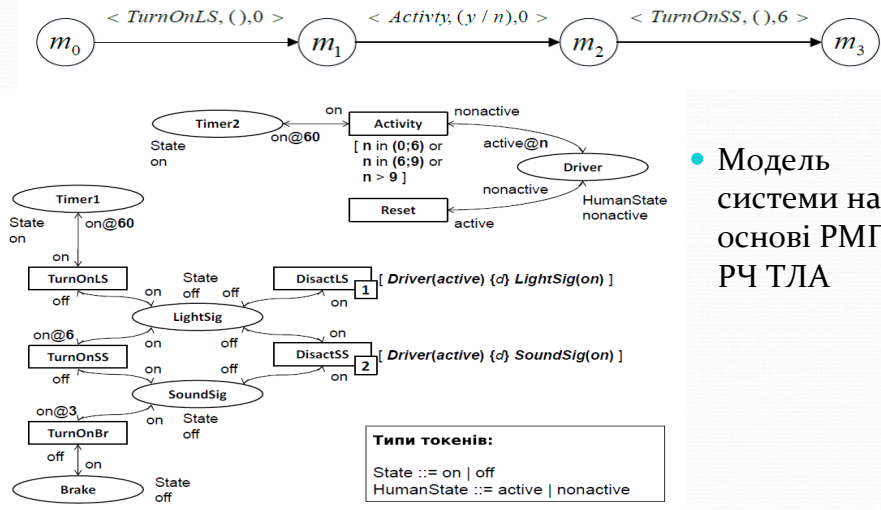 < TurnOnLS, ( ),0 >
< Activty, (y / n),0 >
< TurnOnSS, ( ),6 >
m0
m1
m2
m3
Timer2
State
on
on
on@60
Activity
[ n in (0;6) or
n in (6;9) or
n > 9 ]
nonactive
active@n
Driver
HumanState
nonactive
nonactive
Reset
active
Timer1
State
on
on@60
on
TurnOnLS
off
on
State
off
off
LightSig
DisactLS
1
on
[ Driver(active) {d} LightSig(on) ]
on@6
on
TurnOnSS
off
on
off
on
DisactSS
2
on
[ Driver(active) {d} SoundSig(on) ]
off
SoundSig
State
off
on@3
on
TurnOnBr
off
on
Brake
State
off
Типи токенів:
State ::= on | off
HumanState ::= active | nonactive
• Модель
системи на
основі РМГ
РЧ ТЛА